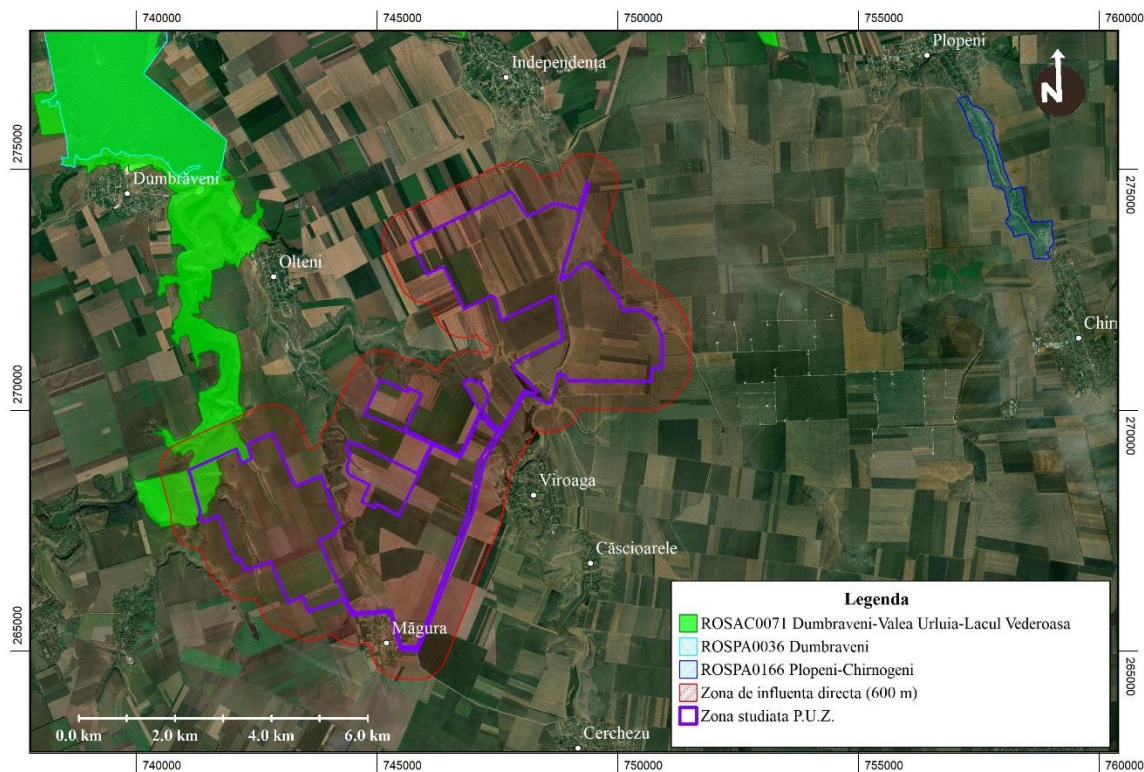 740000
745000
750000
755000
760000
Plopeni
Independența
N
275000
275000
Dumbrăveni
Olteni
Chirn
270000
270000
Viroaga
Căscioarele
265000
265000
Măgura
Cerchezu
0.0 km
2.0 km
4.0 km
6.0 km
Legenda
ROSAC0071 Dumbraveni-Valea Urluia-Lacul Vederoasa
ROSPA0036 Dumbraveni
ROSPA0166 Plopeni-Chirnogeni
Zona de influenta directa (600 m)
Zona studiata P.U.Z.
740000
745000
750000
755000
760000